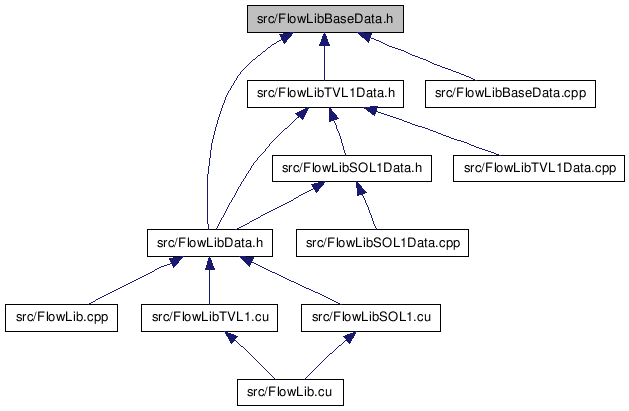 src/FlowLibBaseData.h
src/FlowLibTVL1Data.h
src/FlowLibBaseData.cpp
src/FlowLibSOL1Data.h
src/FlowLibTVL1Data.cpp
src/FlowLibData.h
src/FlowLibSOL1Data.cpp
src/FlowLib.cpp
src/FlowLibTVL1.cu
src/FlowLibSOL1.cu
src/FlowLib.cu